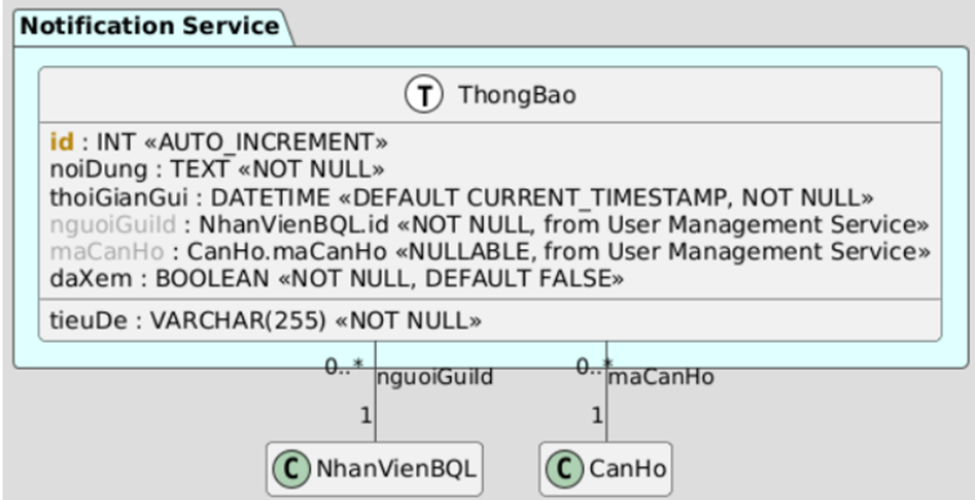 Notification Service
T ThongBao
id : INT «AUTO_INCREMENT»
noiDung : TEXT «NOT NULL»
thoiGianGui : DATETIME «DEFAULT CURRENT_TIMESTAMP, NOT NULL»
nguoiGuiId : NhanVienBQL.id «NOT NULL, from User Management Service»
maCanHo : CanHo.maCanHo «NULLABLE, from User Management Service»
daXem : BOOLEAN «NOT NULL, DEFAULT FALSE»
tieuDe : VARCHAR(255) «NOT NULL»
0..* nguoiGuiId 0..* maCanHo
1 1
C NhanVienBQL C CanHo